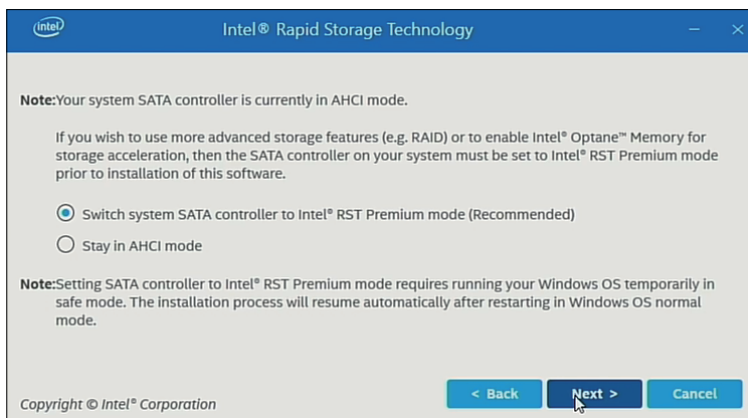 intel
Intel® Rapid Storage Technology
Note:Your system SATA controller is currently in AHCI mode.
If you wish to use more advanced storage features (e.g. RAID) or to enable Intel® Optane™ Memory for
storage acceleration, then the SATA controller on your system must be set to Intel® RST Premium mode
prior to installation of this software.
Switch system SATA controller to Intel® RST Premium mode (Recommended)
Stay in AHCI mode
Note:Setting SATA controller to Intel® RST Premium mode requires running your Windows OS temporarily in
safe mode. The installation process will resume automatically after restarting in Windows OS normal
mode.
< Back
Next >
Cancel
Copyright © Intel® Corporation